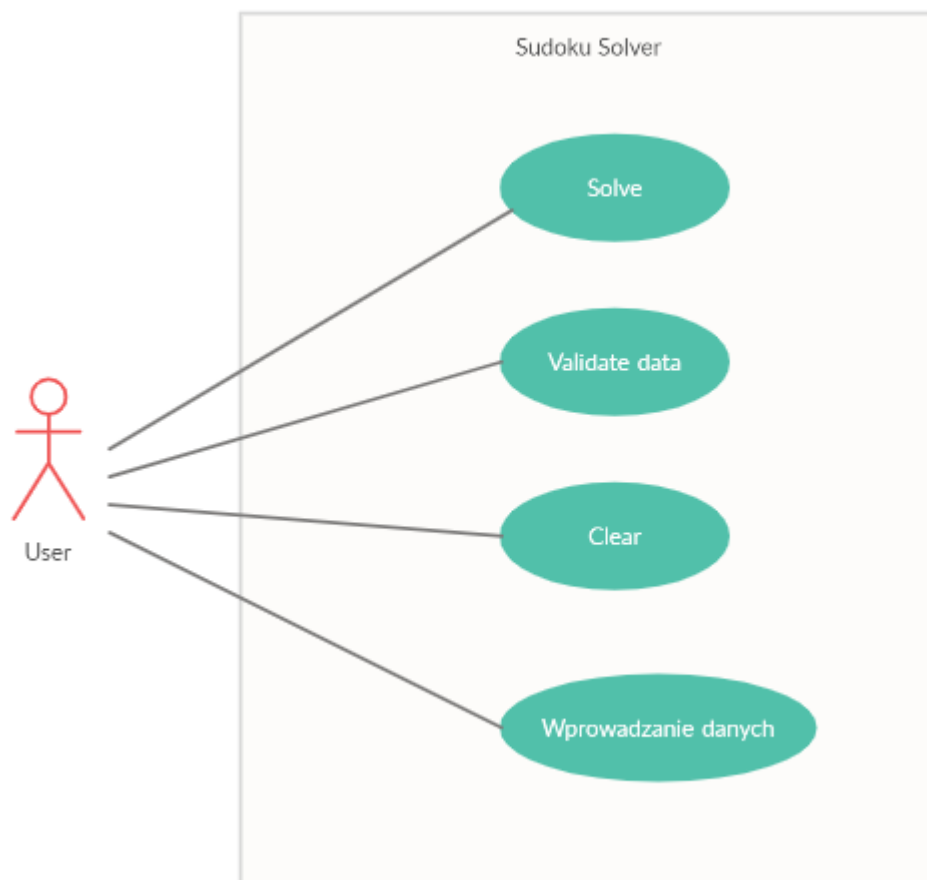 Sudoku Solver
Solve
Validate data
Clear
User
Wprowadzanie danych